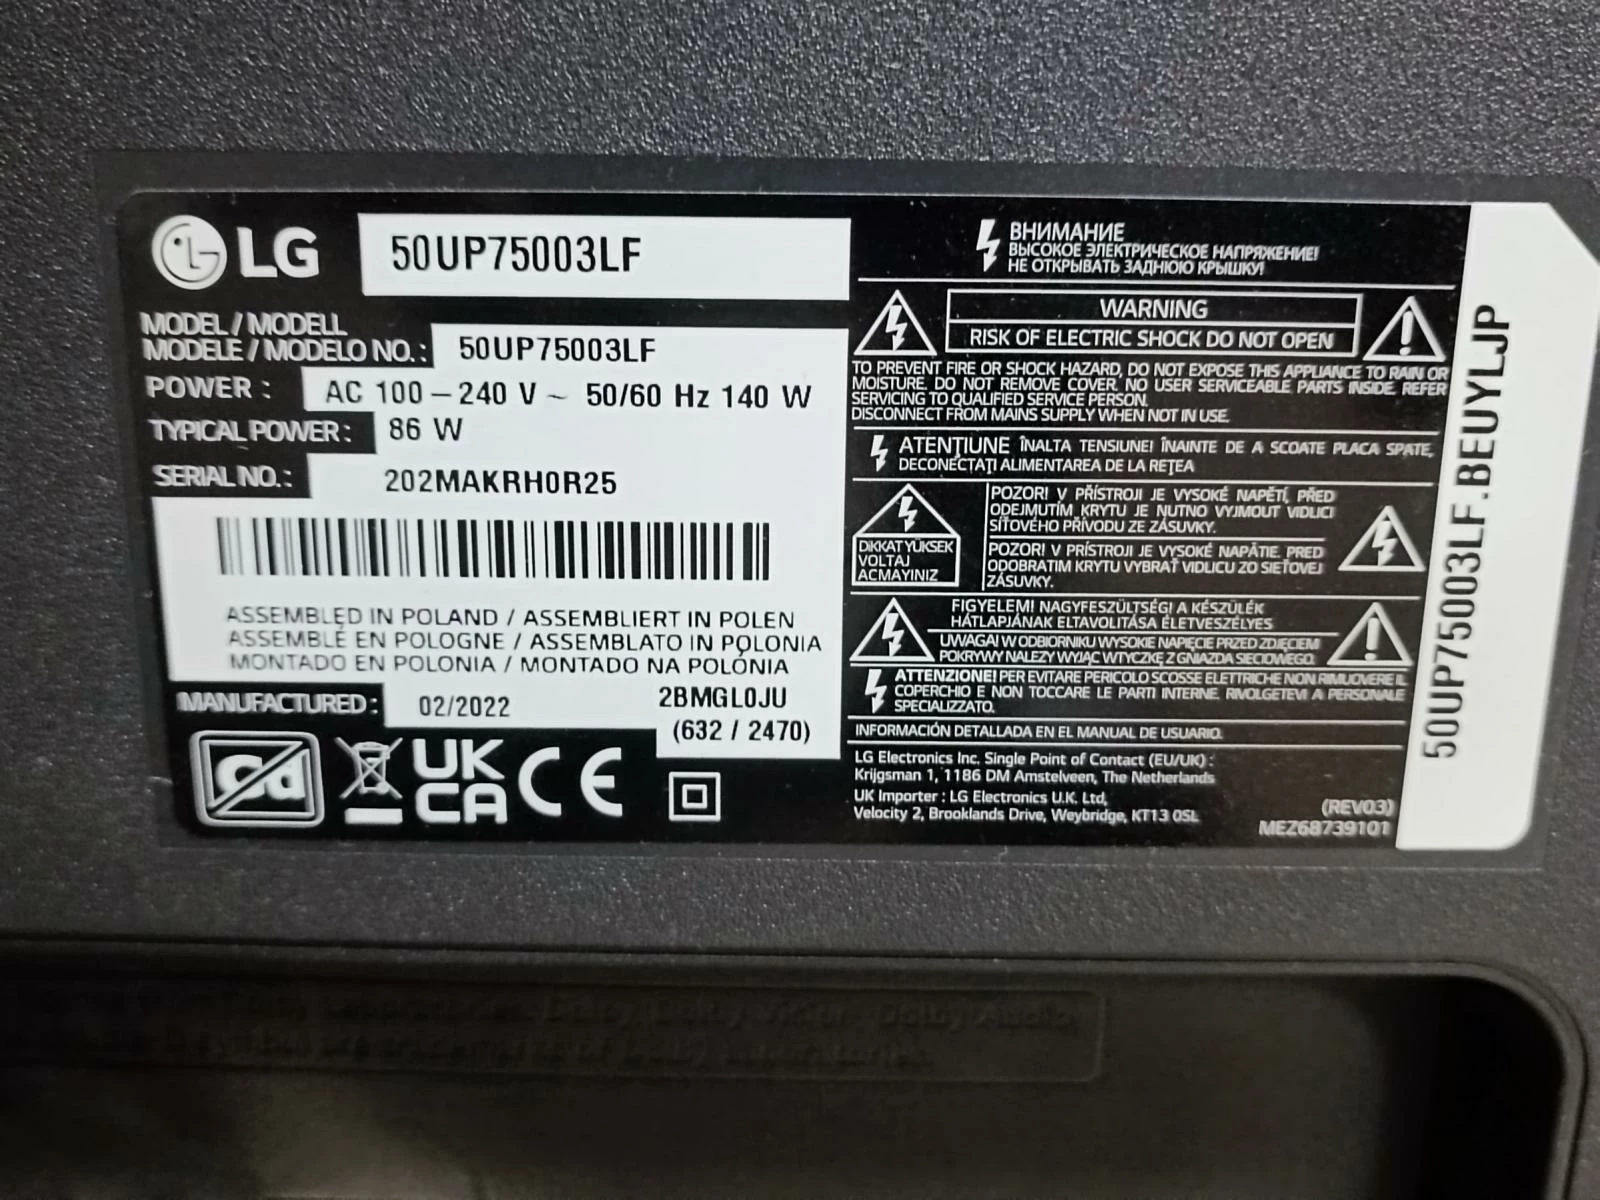 LG 50UP75003LF
MODEL / MODELL
MODELE / MODELO NO. : 50UP75003LF
POWER : AC 100 – 240 V ~ 50/60 Hz 140 W
TYPICAL POWER : 86 W
SERIAL NO. : 202MAKRH0R25
ASSEMBLED IN POLAND / ASSEMBLIERT IN POLEN
ASSEMBLÉ EN POLOGNE / ASSEMBLATO IN POLONIA
MONTADO EN POLONIA / MONTADO NA POLÓNIA
MANUFACTURED : 02/2022
2BMGL0JU
(632 / 2470)
Cd
UK
CA
CE
ВНИМАНИЕ
ВЫСОКОЕ ЭЛЕКТРИЧЕСКОЕ НАПРЯЖЕНИЕ!
НЕ ОТКРЫВАТЬ ЗАДНЮЮ КРЫШКУ!
WARNING
RISK OF ELECTRIC SHOCK DO NOT OPEN
TO PREVENT FIRE OR SHOCK HAZARD, DO NOT EXPOSE THIS APPLIANCE TO RAIN OR
MOISTURE. DO NOT REMOVE COVER. NO USER SERVICEABLE PARTS INSIDE. REFER
SERVICING TO QUALIFIED SERVICE PERSON.
DISCONNECT FROM MAINS SUPPLY WHEN NOT IN USE.
ATENŢIUNE ÎNALTA TENSIUNE! ÎNAINTE DE A SCOATE PLACA SPATE,
DECONECTAŢI ALIMENTAREA DE LA REŢEA
DİKKAT YÜKSEK
VOLTAJ
AÇMAYINIZ
POZOR! V PŘÍSTROJI JE VYSOKÉ NAPĚTÍ, PŘED
ODEJMUTÍM KRYTU JE NUTNO VYJMOUT VIDLICI
SÍŤOVÉHO PŘÍVODU ZE ZÁSUVKY.
POZOR! V PRÍSTROJI JE VYSOKÉ NAPÄTIE. PRED
ODOBRATIM KRYTU VYBRAŤ VIDLICU ZO SIEŤOVEJ
ZÁSUVKY.
FIGYELEM! NAGYFESZÜLTSÉG! A KÉSZÜLÉK
HÁTLAPJÁNAK ELTÁVOLÍTÁSA ÉLETVESZÉLYES
UWAGA! W ODBIORNIKU WYSOKIE NAPIĘCIE PRZED ZDJĘCIEM
POKRYWY NALEŻY WYJĄĆ WTYCZKĘ Z GNIAZDA SIECIOWEGO.
ATTENZIONE! PER EVITARE PERICOLO SCOSSE ELETTRICHE NON RIMUOVERE IL
COPERCHIO E NON TOCCARE LE PARTI INTERNE. RIVOLGETEVI A PERSONALE
SPECIALIZZATO.
INFORMACIÓN DETALLADA EN EL MANUAL DE USUARIO.
LG Electronics Inc. Single Point of Contact (EU/UK) :
Krijgsman 1, 1186 DM Amstelveen, The Netherlands
UK Importer : LG Electronics U.K. Ltd,
Velocity 2, Brooklands Drive, Weybridge, KT13 0SL
(REV03)
MEZ68739101
50UP75003LF.BEUYLJP
Dolby Audio